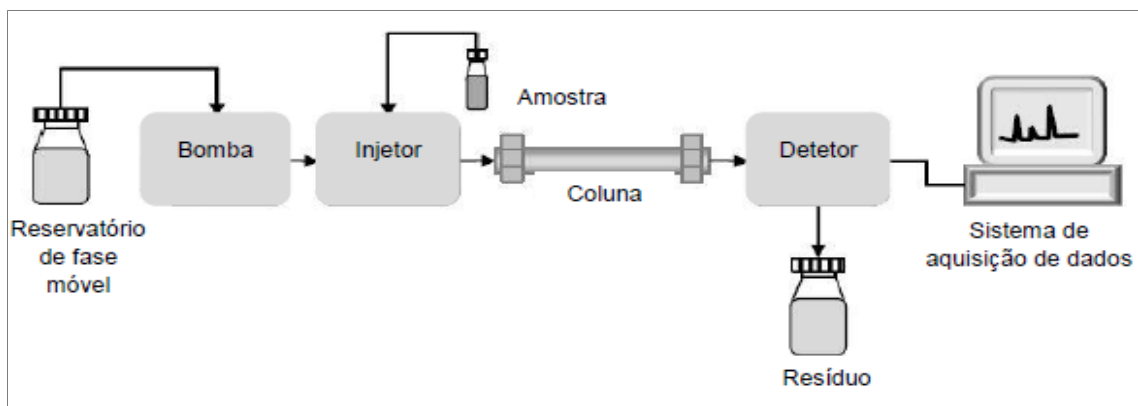 Amostra
Bomba
Injetor
Detetor
Coluna
Reservatório
de fase
móvel
Sistema de
aquisição de dados
Resíduo